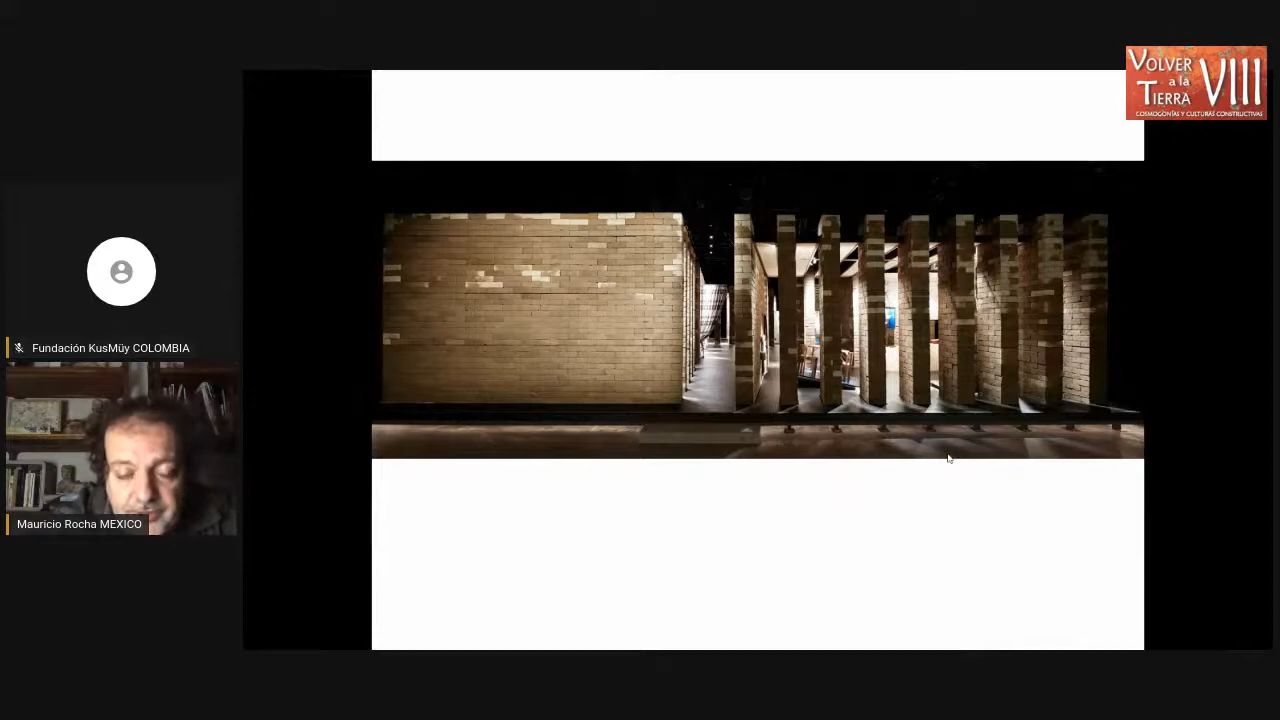 VOLVER
a la
TIERRA
VIII
COSMOGONÍAS Y CULTURAS CONSTRUCTIVAS
Fundación KusMüy COLOMBIA
Mauricio Rocha MEXICO